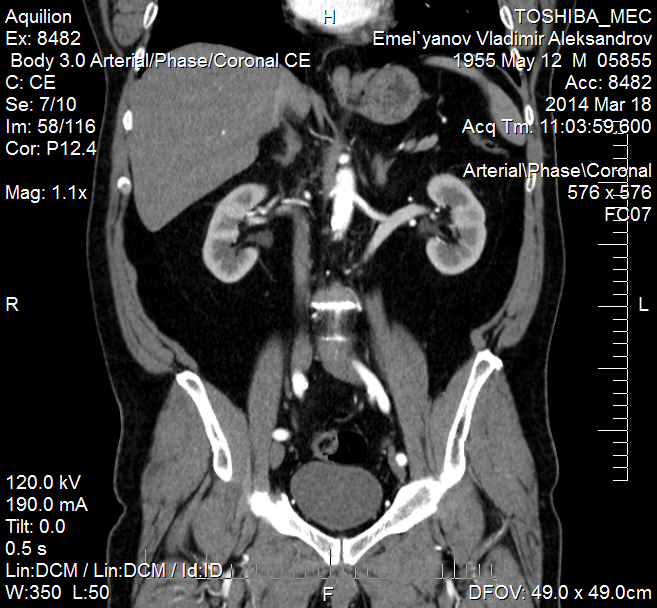 Aquilion
H
TOSHIBA_MEC
Ex: 8482
Emel`yanov Vladimir Aleksandrov
Body 3.0 Arterial/Phase/Coronal CE
1955 May 12 M 05855
C: CE
Acc: 8482
Se: 7/10
2014 Mar 18
Im: 58/116
Acq Tm: 11:03:59.600
Cor: P12.4
Arterial\Phase\Coronal
Mag: 1.1x
576 x 576
FC07
R
L
120.0 kV
190.0 mA
Tilt: 0.0
0.5 s
Lin:DCM / Lin:DCM / Id:ID
W:350 L:50
F
DFOV: 49.0 x 49.0cm